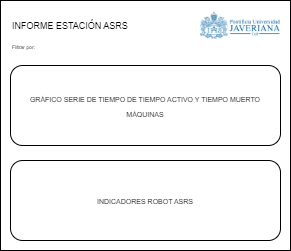 INFORME ESTACIÓN ASRS
Pontificia Universidad
JAVERIANA
Cali
Filtrar por:
GRÁFICO SERIE DE TIEMPO DE TIEMPO ACTIVO Y TIEMPO MUERTO
MÁQUINAS
INDICADORES ROBOT ASRS